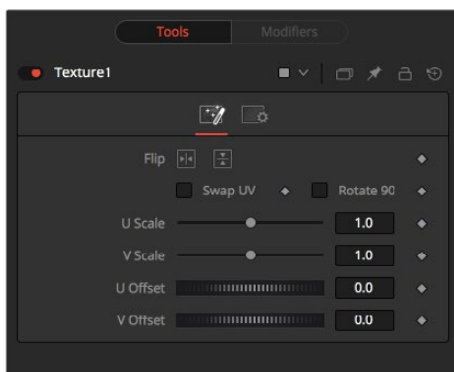 Tools Modifiers
Texture1
Flip
Swap UV Rotate 90
U Scale 1.0
V Scale 1.0
U Offset 0.0
V Offset 0.0